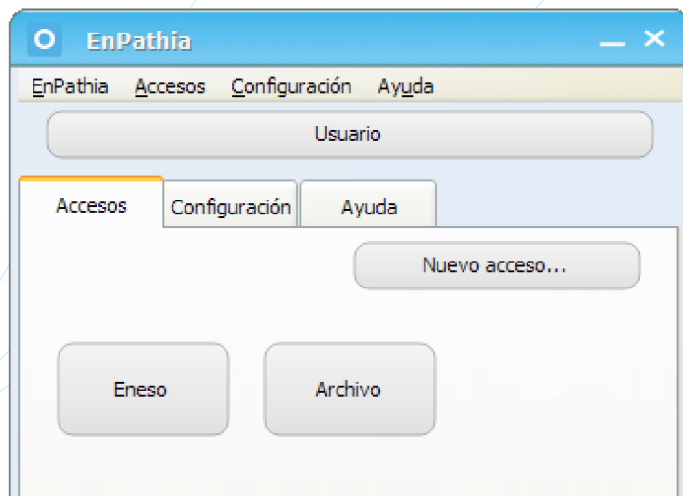 EnPathia
EnPathia Accesos Configuración Ayuda
Usuario
Accesos Configuración Ayuda
Nuevo acceso...
Eneso Archivo